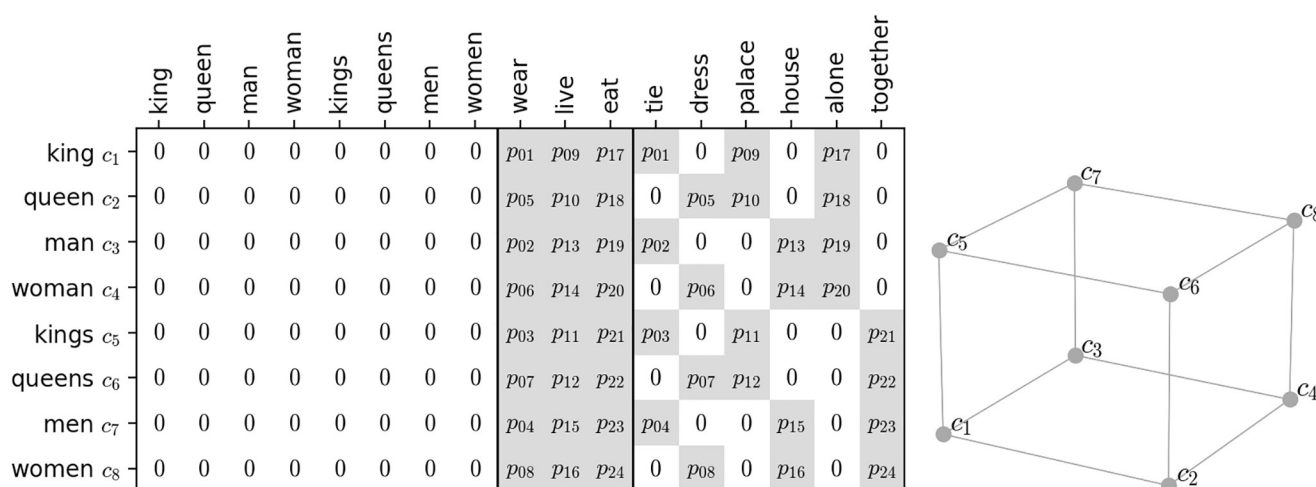 king queen man woman kings queens men women wear live eat tie dress palace house alone together
king c₁ 0 0 0 0 0 0 0 0 p₀₁ p₀₉ p₁₇ p₀₁ 0 p₀₉ 0 p₁₇ 0
queen c₂ 0 0 0 0 0 0 0 0 p₀₅ p₁₀ p₁₈ 0 p₀₅ p₁₀ 0 p₁₈ 0
man c₃ 0 0 0 0 0 0 0 0 p₀₂ p₁₃ p₁₉ p₀₂ 0 0 p₁₃ p₁₉ 0
woman c₄ 0 0 0 0 0 0 0 0 p₀₆ p₁₄ p₂₀ 0 p₀₆ 0 p₁₄ p₂₀ 0
kings c₅ 0 0 0 0 0 0 0 0 p₀₃ p₁₁ p₂₁ p₀₃ 0 p₁₁ 0 0 p₂₁
queens c₆ 0 0 0 0 0 0 0 0 p₀₇ p₁₂ p₂₂ 0 p₀₇ p₁₂ 0 0 p₂₂
men c₇ 0 0 0 0 0 0 0 0 p₀₄ p₁₅ p₂₃ p₀₄ 0 0 p₁₅ 0 p₂₃
women c₈ 0 0 0 0 0 0 0 0 p₀₈ p₁₆ p₂₄ 0 p₀₈ 0 p₁₆ 0 p₂₄
c₇
c₈
c₅
c₆
c₃
c₄
c₁
c₂